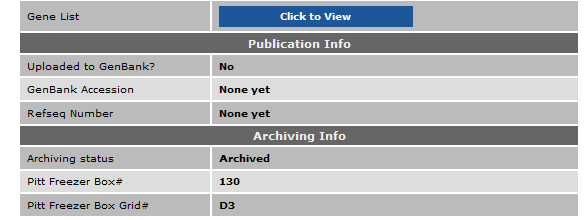 Gene List Click to View
Publication Info
Uploaded to GenBank? No
GenBank Accession None yet
Refseq Number None yet
Archiving Info
Archiving status Archived
Pitt Freezer Box# 130
Pitt Freezer Box Grid# D3